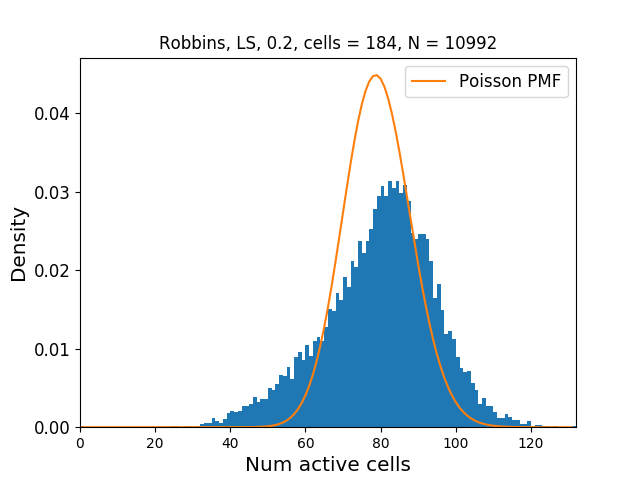 Robbins, LS, 0.2, cells = 184, N = 10992
Poisson PMF
Density
0.04
0.03
0.02
0.01
0.00
0 20 40 60 80 100 120
Num active cells